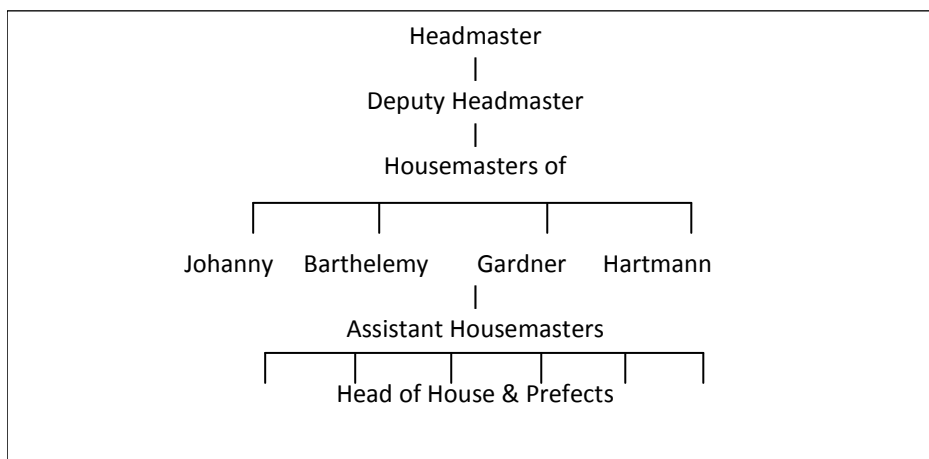 Headmaster
Deputy Headmaster
Housemasters of
Johanny Barthelemy Gardner Hartmann
Assistant Housemasters
Head of House & Prefects